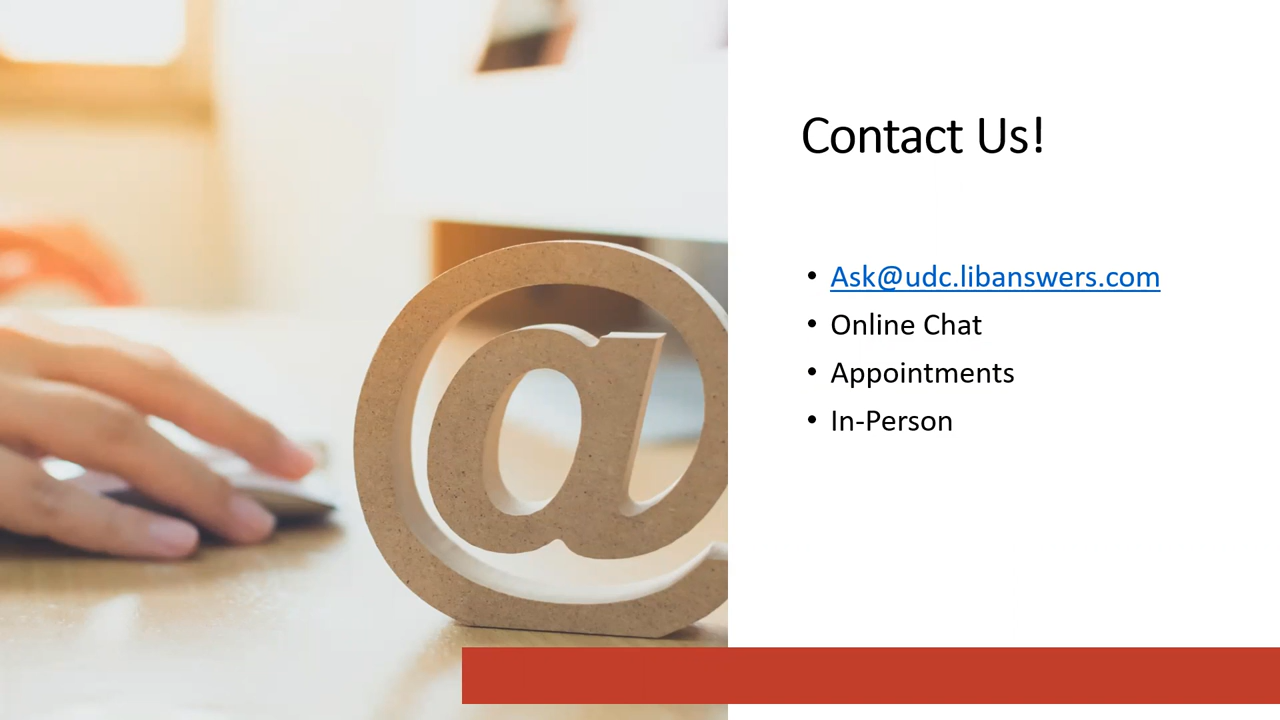 Contact Us!
• Ask@udc.libanswers.com
• Online Chat
• Appointments
• In-Person